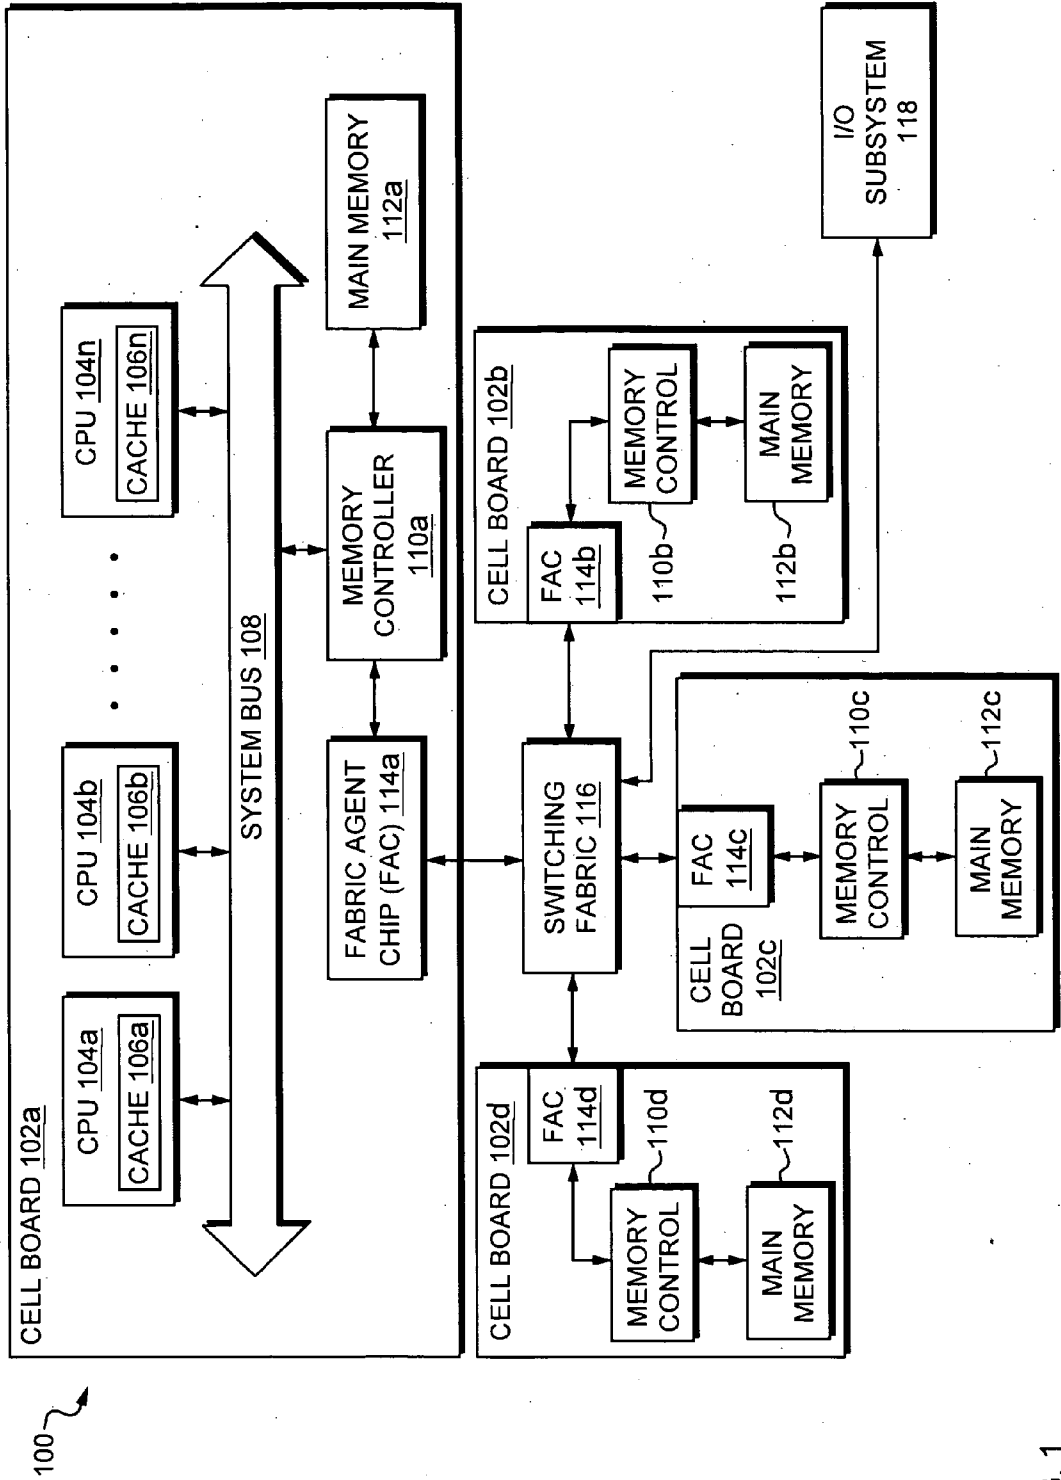 100
CELL BOARD 102a
CPU 104a
CACHE 106a
CPU 104b
CACHE 106b
CPU 104n
CACHE 106n
SYSTEM BUS 108
FABRIC AGENT
CHIP (FAC) 114a
MEMORY
CONTROLLER
110a
MAIN MEMORY
112a
CELL BOARD 102d
FAC
114d
MEMORY
CONTROL
110d
MAIN
MEMORY
112d
SWITCHING
FABRIC 116
CELL BOARD 102b
FAC
114b
MEMORY
CONTROL
110b
MAIN
MEMORY
112b
CELL
BOARD
102c
FAC
114c
MEMORY
CONTROL
110c
MAIN
MEMORY
112c
I/O
SUBSYSTEM
118
1